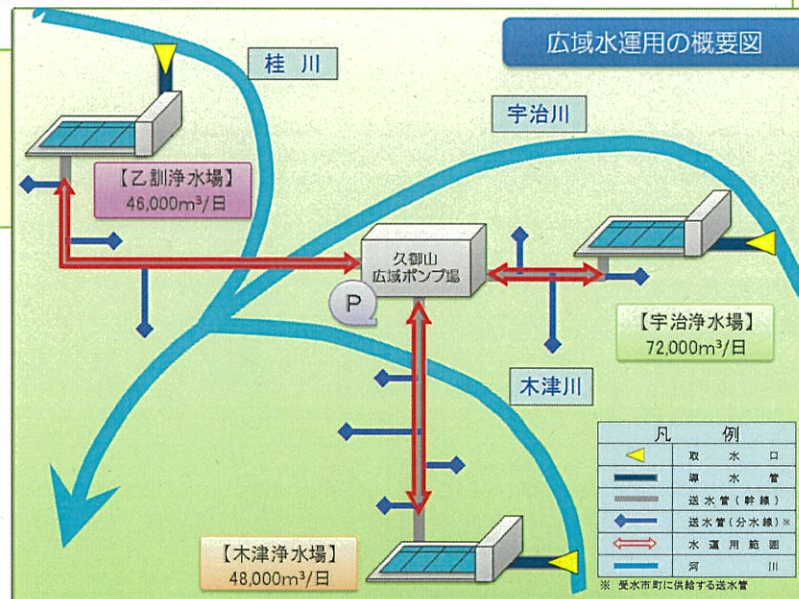 広域水運用の概要図
桂川
宇治川
【乙訓浄水場】
46,000m³/日
久御山
広域ポンプ場
P
【宇治浄水場】
72,000m³/日
木津川
【木津浄水場】
48,000m³/日
凡 例
取水口
導水管
送水管(幹線)
送水管(分水線)※
水運用範囲
河川
※ 受水市町に供給する送水管